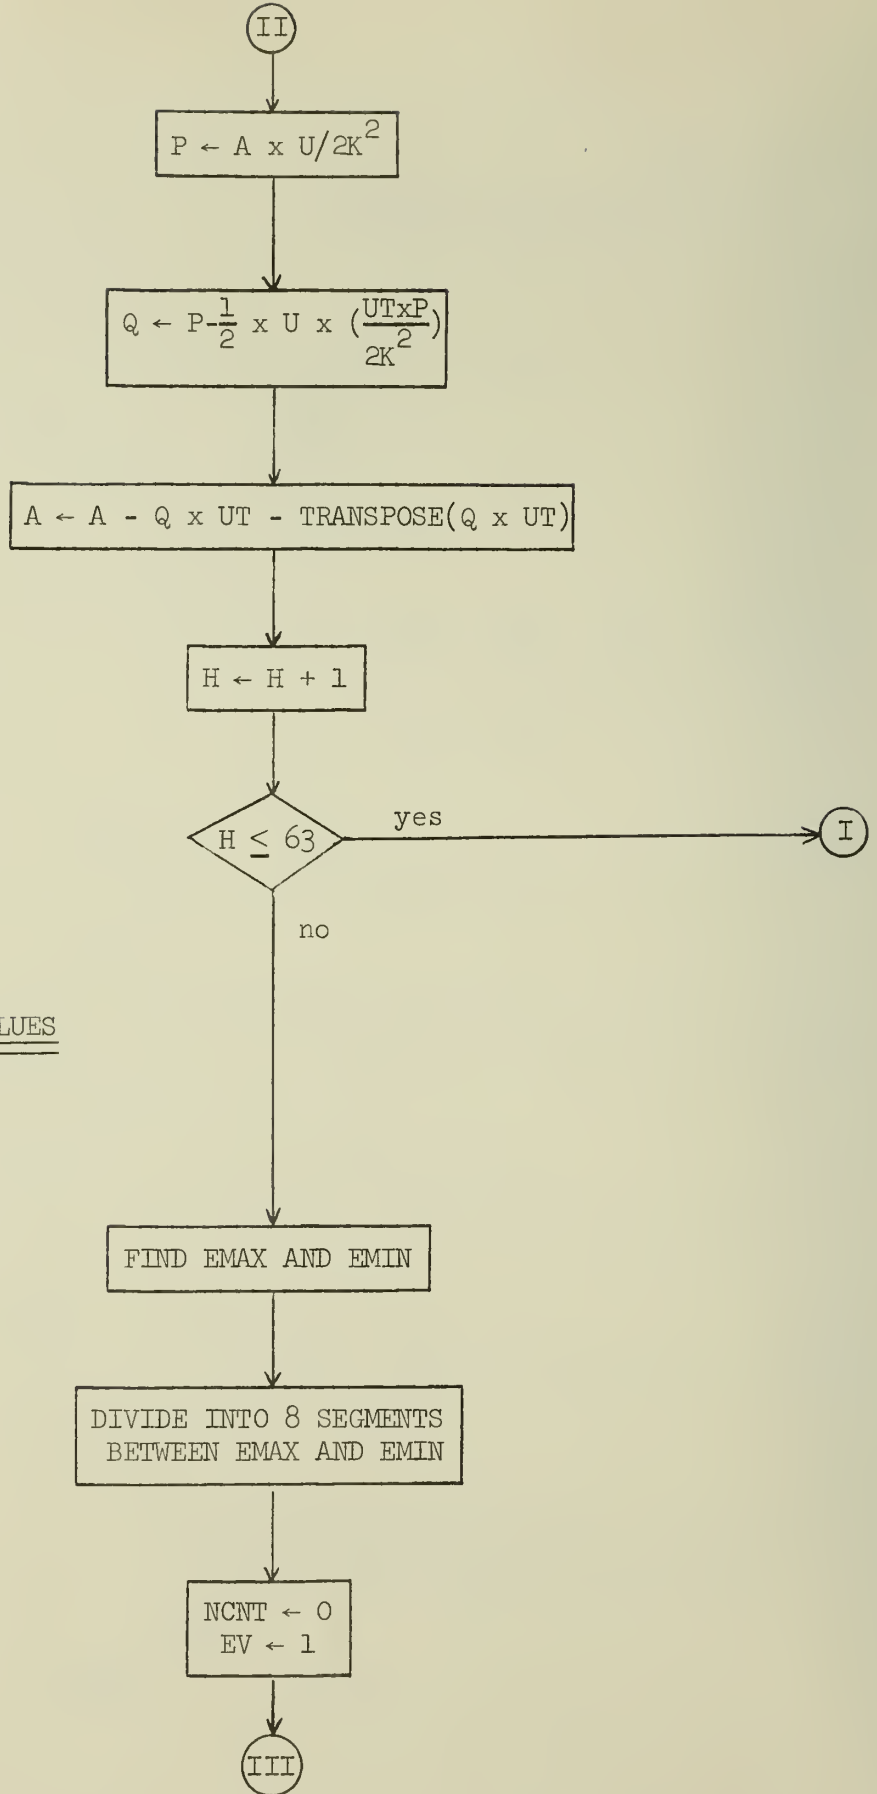 II
P ← A x U/2K²
Q ← P-1/2 x U x (UTxP/2K²)
A ← A - Q x UT - TRANSPOSE(Q x UT)
H ← H + 1
H ≤ 63
yes
I
no
LUES
FIND EMAX AND EMIN
DIVIDE INTO 8 SEGMENTS
BETWEEN EMAX AND EMIN
NCNT ← 0
EV ← 1
III